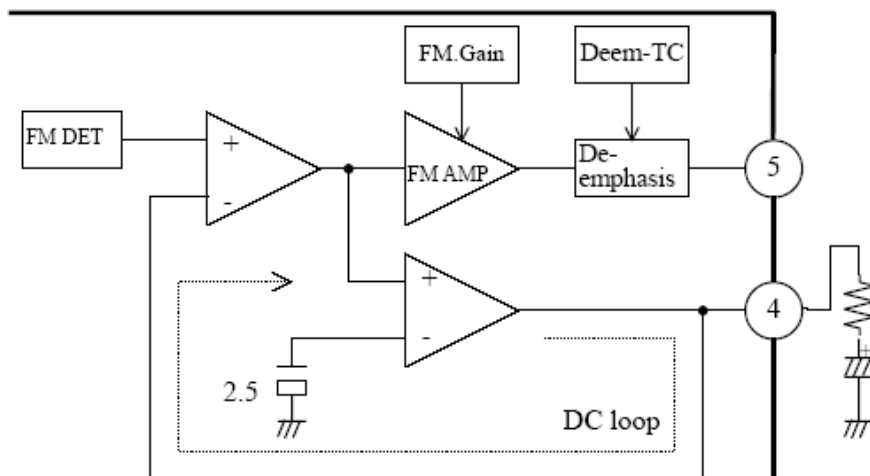 FM.Gain
Deem-TC
FM DET
+
-
FM AMP
De-
emphasis
5
+
-
4
+
2.5
DC loop